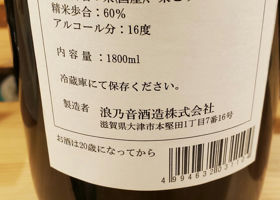 精米歩合：60%
アルコール分：16度
内容量：1800ml
冷蔵庫にて保存ください。
製造者 浪乃音酒造株式会社
滋賀県大津市本堅田1丁目7番16号
お酒は20歳になってから